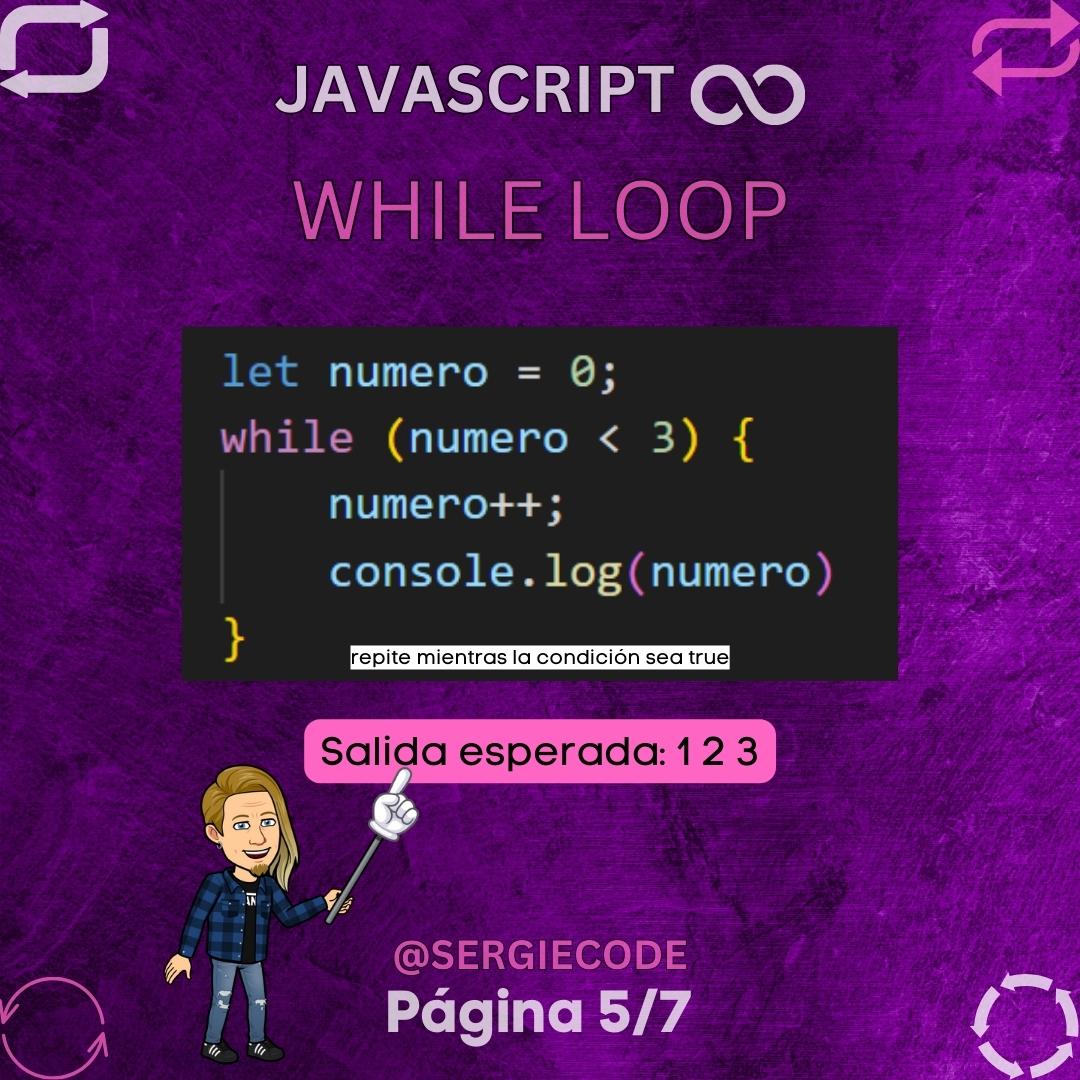 JAVASCRIPT
WHILE LOOP
let numero = 0;
while (numero < 3) {
    numero++;
    console.log(numero)
}
repite mientras la condición sea true
Salida esperada: 1 2 3
@SERGIECODE
Página 5/7